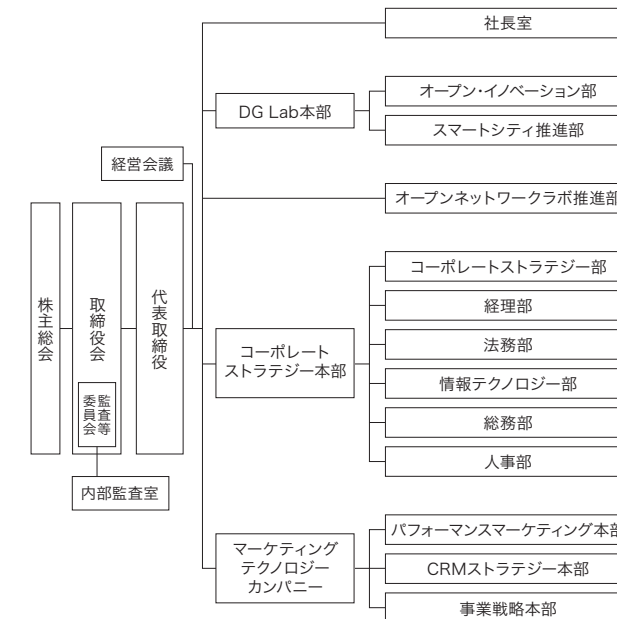 社長室
DG Lab本部
オープン・イノベーション部
スマートシティ推進部
経営会議
オープンネットワークラボ推進部
株主総会
取締役会
監査等
委員会
代表取締役
内部監査室
コーポレート
ストラテジー本部
コーポレートストラテジー部
経理部
法務部
情報テクノロジー部
総務部
人事部
マーケティング
テクノロジー
カンパニー
パフォーマンスマーケティング本部
CRMストラテジー本部
事業戦略本部